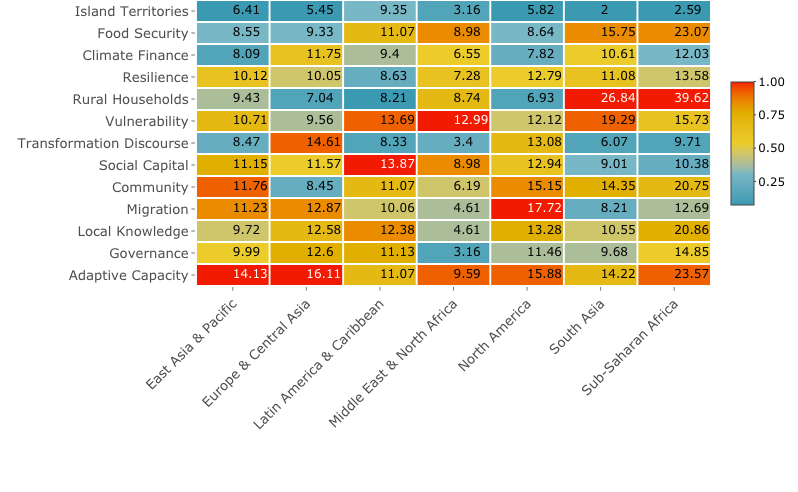 Island Territories 6.41 5.45 9.35 3.16 5.82 2 2.59
Food Security 8.55 9.33 11.07 8.98 8.64 15.75 23.07
Climate Finance 8.09 11.75 9.4 6.55 7.82 10.61 12.03
Resilience 10.12 10.05 8.63 7.28 12.79 11.08 13.58
Rural Households 9.43 7.04 8.21 8.74 6.93 26.84 39.62
Vulnerability 10.71 9.56 13.69 12.99 12.12 19.29 15.73
Transformation Discourse 8.47 14.61 8.33 3.4 13.08 6.07 9.71
Social Capital 11.15 11.57 13.87 8.98 12.94 9.01 10.38
Community 11.76 8.45 11.07 6.19 15.15 14.35 20.75
Migration 11.23 12.87 10.06 4.61 17.72 8.21 12.69
Local Knowledge 9.72 12.58 12.38 4.61 13.28 10.55 20.86
Governance 9.99 12.6 11.13 3.16 11.46 9.68 14.85
Adaptive Capacity 14.13 16.11 11.07 9.59 15.88 14.22 23.57
East Asia & Pacific
Europe & Central Asia
Latin America & Caribbean
Middle East & North Africa
North America
South Asia
Sub-Saharan Africa
1.00
0.75
0.50
0.25